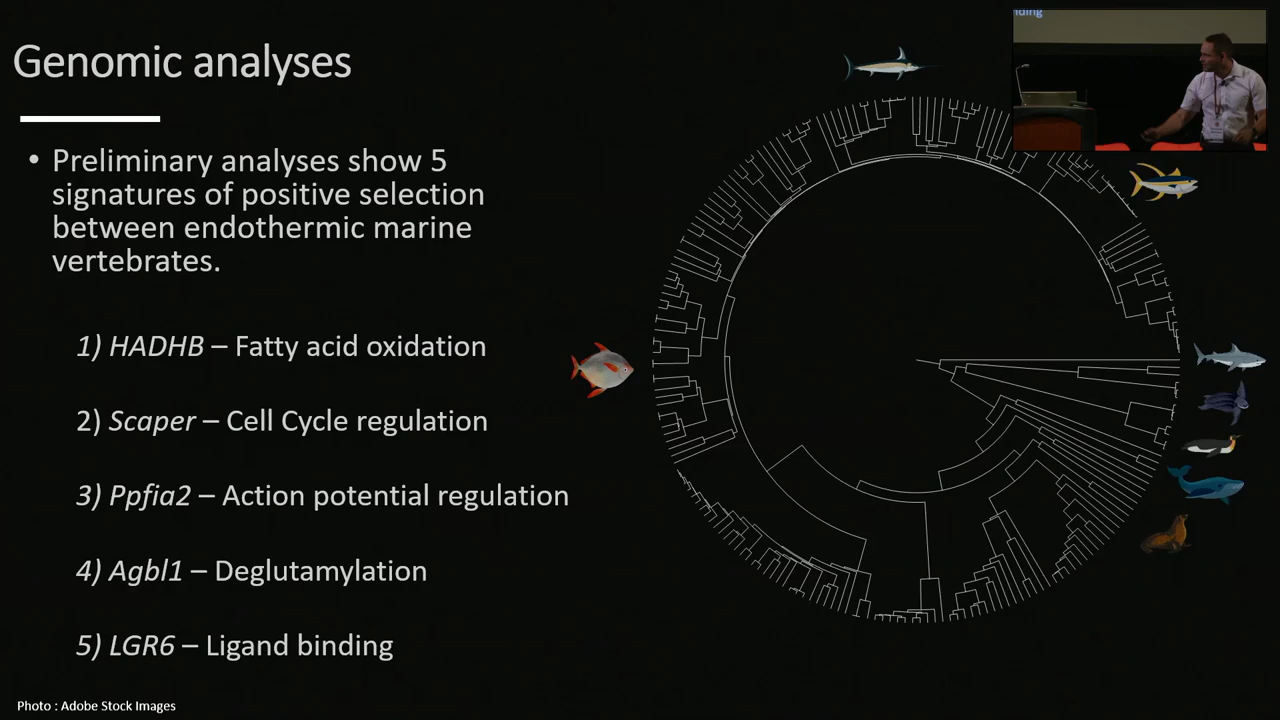 Genomic analyses
• Preliminary analyses show 5
signatures of positive selection
between endothermic marine
vertebrates.
1) HADHB – Fatty acid oxidation
2) Scaper – Cell Cycle regulation
3) Ppfia2 – Action potential regulation
4) Agbl1 – Deglutamylation
5) LGR6 – Ligand binding
Photo : Adobe Stock Images